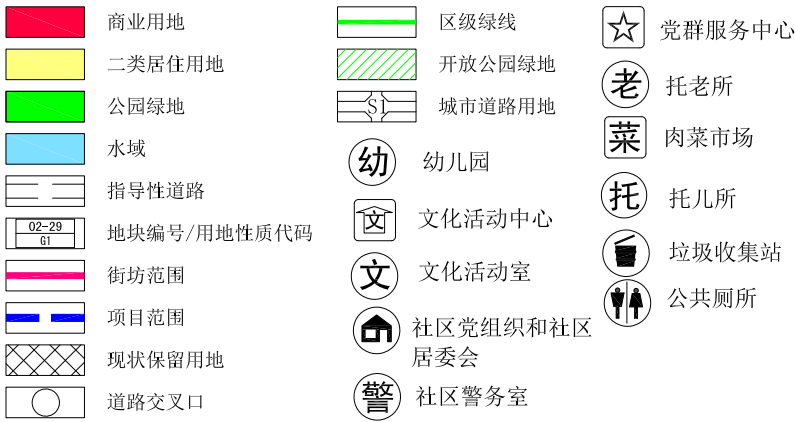 商业用地
二类居住用地
公园绿地
水域
指导性道路
02-29
G1
地块编号/用地性质代码
街坊范围
项目范围
现状保留用地
道路交叉口
区级绿线
开放公园绿地
S1
城市道路用地
幼
幼儿园
文
文化活动中心
文
文化活动室
社区党组织和社区
居委会
警
社区警务室
党群服务中心
老
托老所
菜
肉菜市场
托
托儿所
垃圾收集站
公共厕所